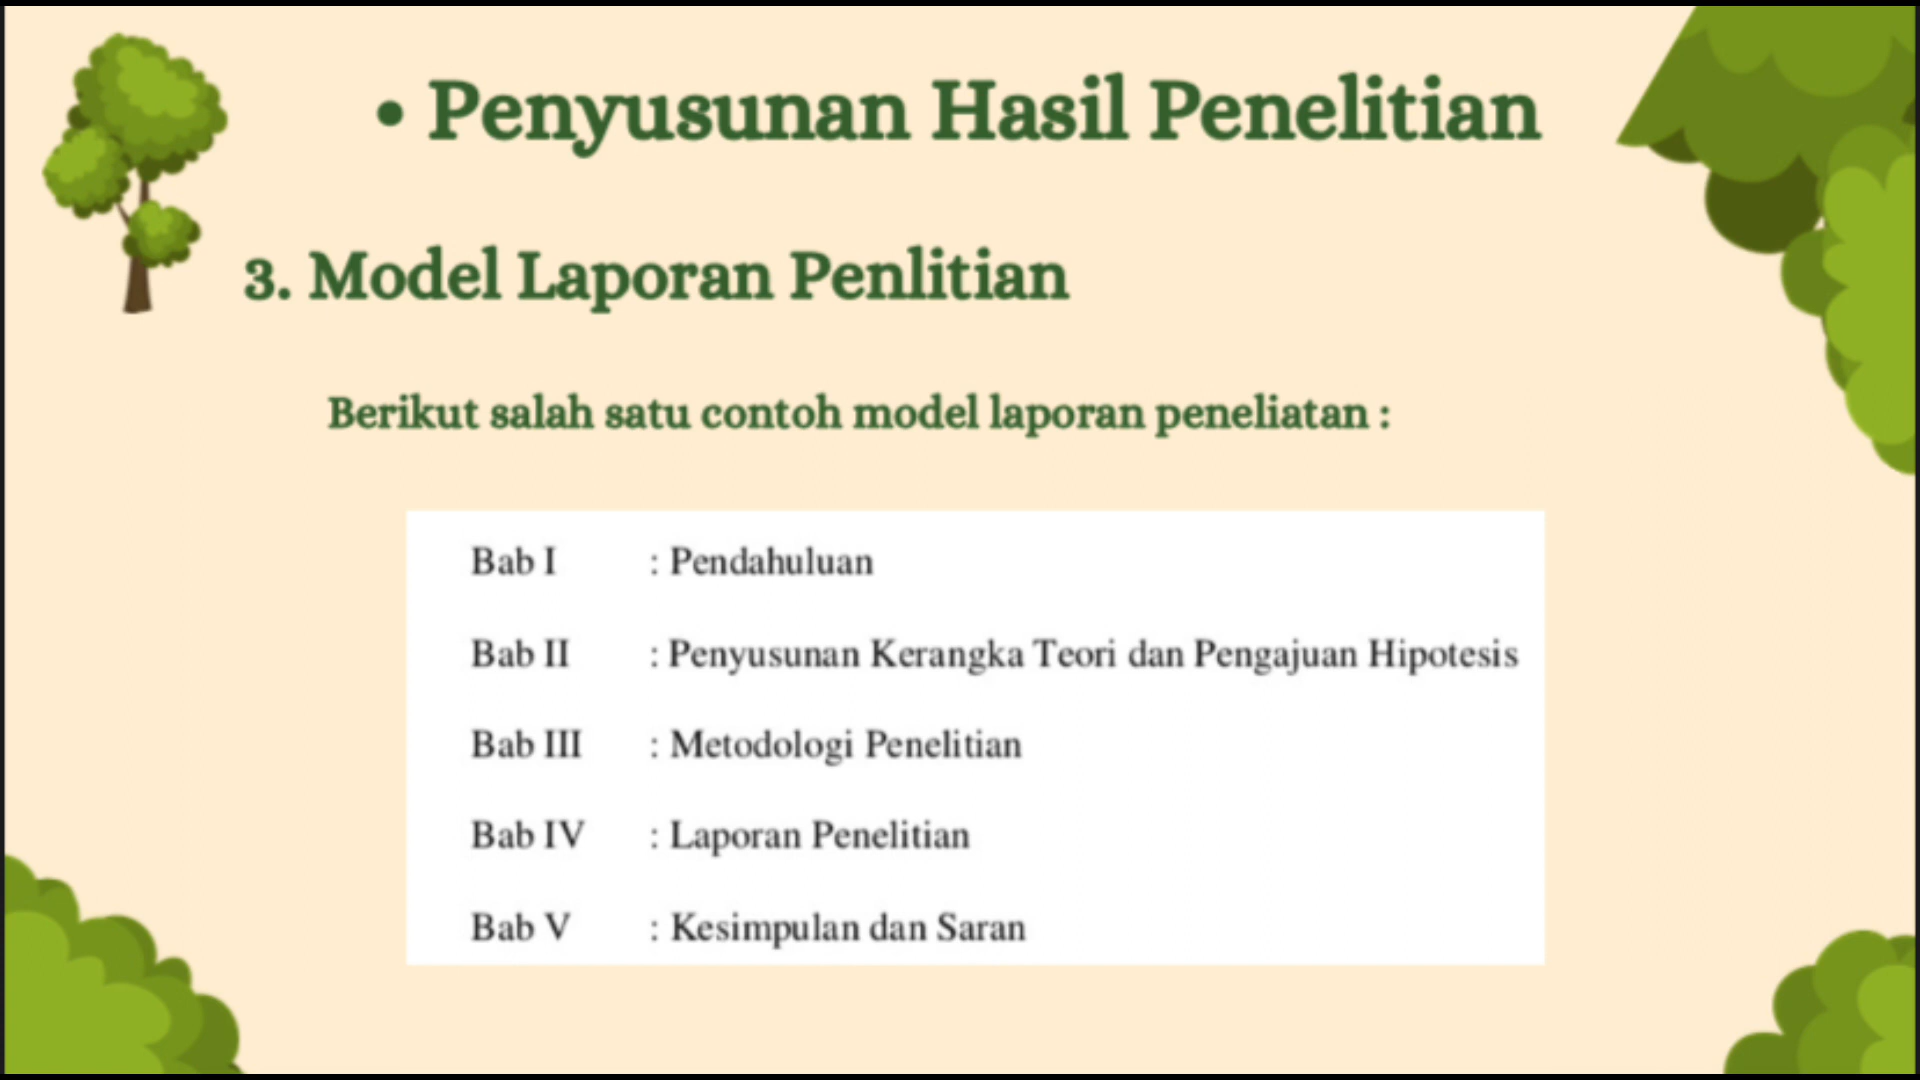 • Penyusunan Hasil Penelitian
3. Model Laporan Penlitian
Berikut salah satu contoh model laporan peneliatan :
Bab I : Pendahuluan
Bab II : Penyusunan Kerangka Teori dan Pengajuan Hipotesis
Bab III : Metodologi Penelitian
Bab IV : Laporan Penelitian
Bab V : Kesimpulan dan Saran